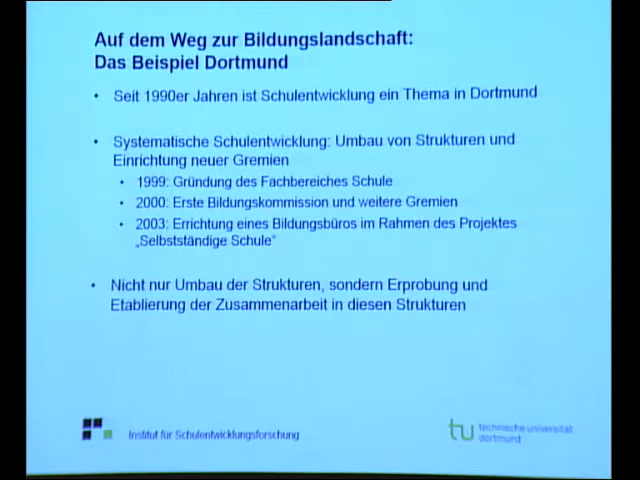 Auf dem Weg zur Bildungslandschaft:
Das Beispiel Dortmund
• Seit 1990er Jahren ist Schulentwicklung ein Thema in Dortmund
• Systematische Schulentwicklung: Umbau von Strukturen und
Einrichtung neuer Gremien
• 1999: Gründung des Fachbereiches Schule
• 2000: Erste Bildungskommission und weitere Gremien
• 2003: Errichtung eines Bildungsbüros im Rahmen des Projektes
„Selbstständige Schule“
• Nicht nur Umbau der Strukturen, sondern Erprobung und
Etablierung der Zusammenarbeit in diesen Strukturen
Institut für Schulentwicklungsforschung
tu technische universität
dortmund